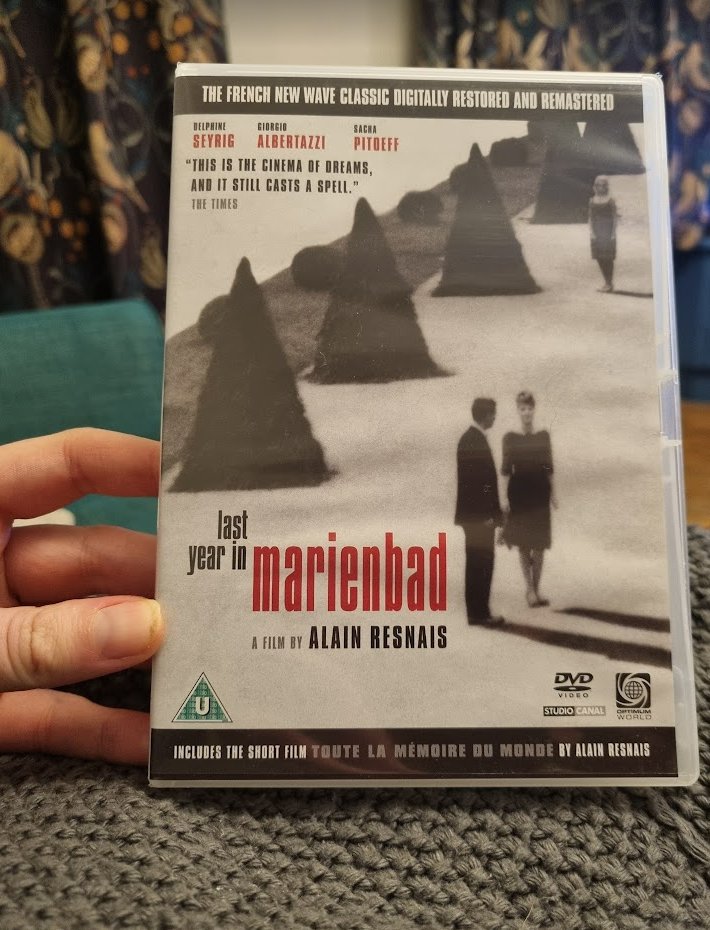 THE FRENCH NEW WAVE CLASSIC DIGITALLY RESTORED AND REMASTERED
DELPHINE SEYRIG
GIORGIO ALBERTAZZI
SACHA PITOEFF
"THIS IS THE CINEMA OF DREAMS,
AND IT STILL CASTS A SPELL."
THE TIMES
last
year in marienbad
A FILM BY ALAIN RESNAIS
U
DVD
VIDEO
STUDIO CANAL
OPTIMUM
WORLD
INCLUDES THE SHORT FILM TOUTE LA MÉMOIRE DU MONDE BY ALAIN RESNAIS